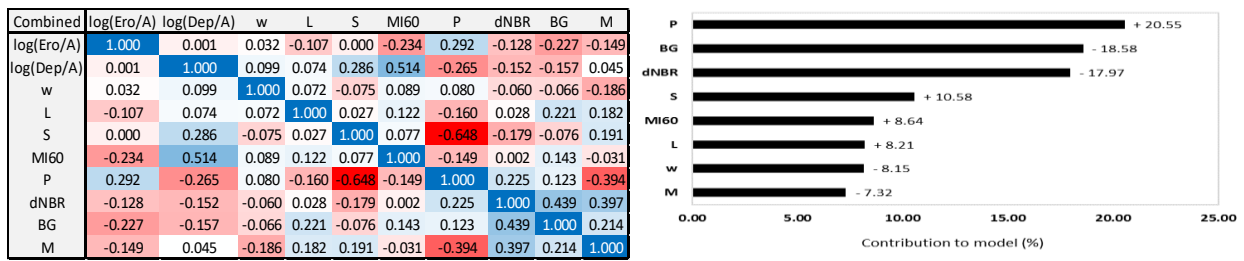 Combined log(Ero/A) log(Dep/A) w L S MI60 P dNBR BG M
log(Ero/A) 1.000 0.001 0.032 -0.107 0.000 -0.234 0.292 -0.128 -0.227 -0.149
log(Dep/A) 0.001 1.000 0.099 0.074 0.286 0.514 -0.265 -0.152 -0.157 0.045
w 0.032 0.099 1.000 0.072 -0.075 0.089 0.080 -0.060 -0.066 -0.186
L -0.107 0.074 0.072 1.000 0.027 0.122 -0.160 0.028 0.221 0.182
S 0.000 0.286 -0.075 0.027 1.000 0.077 -0.648 -0.179 -0.076 0.191
MI60 -0.234 0.514 0.089 0.122 0.077 1.000 -0.149 0.002 0.143 -0.031
P 0.292 -0.265 0.080 -0.160 -0.648 -0.149 1.000 0.225 0.123 -0.394
dNBR -0.128 -0.152 -0.060 0.028 -0.179 0.002 0.225 1.000 0.439 0.397
BG -0.227 -0.157 -0.066 0.221 -0.076 0.143 0.123 0.439 1.000 0.214
M -0.149 0.045 -0.186 0.182 0.191 -0.031 -0.394 0.397 0.214 1.000
P + 20.55
BG - 18.58
dNBR - 17.97
S + 10.58
MI60 + 8.64
L + 8.21
w - 8.15
M - 7.32
0.00 5.00 10.00 15.00 20.00 25.00
Contribution to model (%)